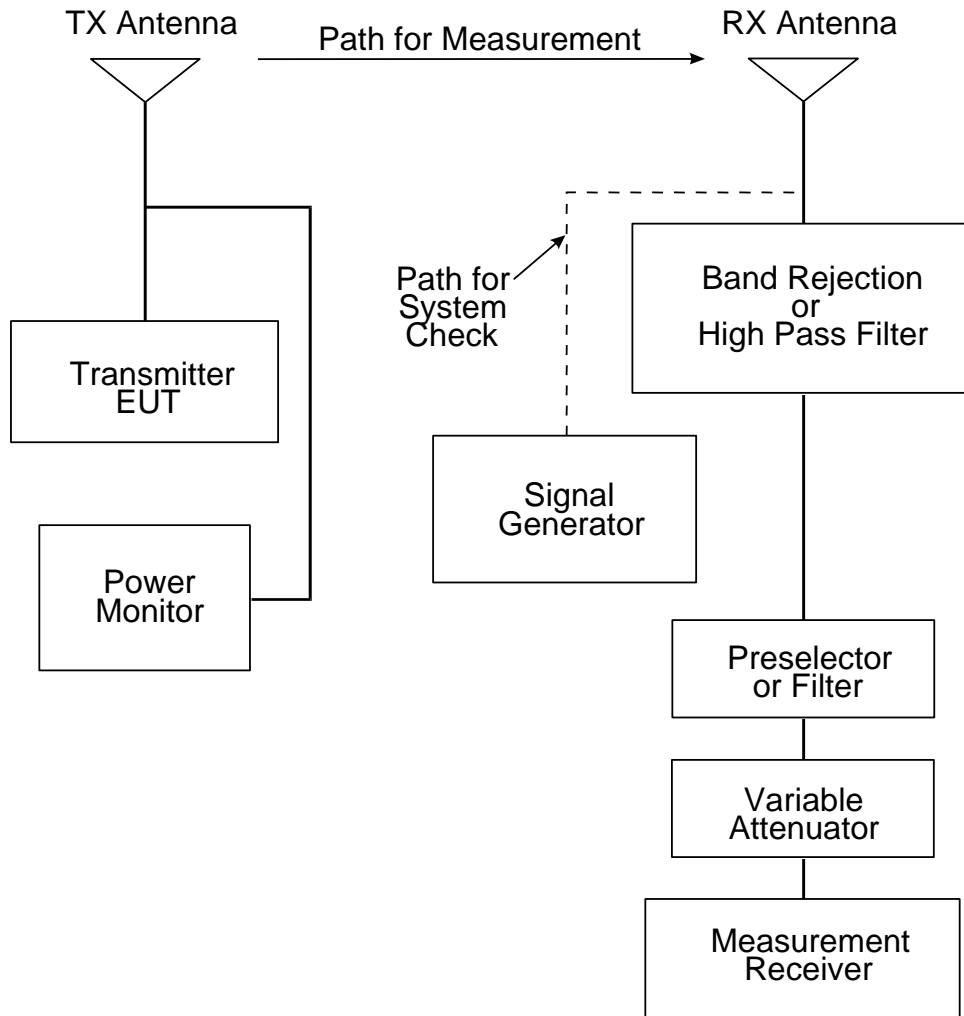 TX Antenna
Path for Measurement
RX Antenna
Path for
System
Check
Band Rejection
or
High Pass Filter
Transmitter
EUT
Signal
Generator
Power
Monitor
Preselector
or Filter
Variable
Attenuator
Measurement
Receiver